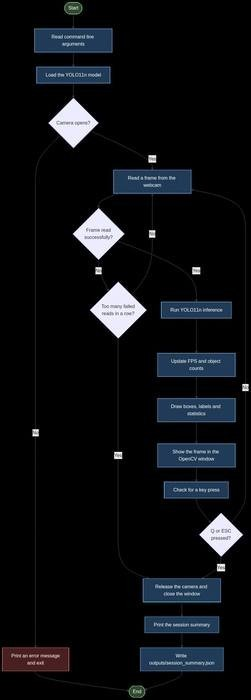 Start
Read command line
arguments
Load the YOLO11n model
Camera opens?
Yes
Read a frame from the
webcam
Frame read
successfully?
No
No
Yes
Too many failed
reads in a row?
Run YOLO11n inference
Update FPS and object
counts
No
Draw boxes, labels and
statistics
No
Yes
Show the frame in the
OpenCV window
Check for a key press
Q or ESC
pressed?
Yes
Release the camera and
close the window
Print the session summary
Print an error message
and exit
Write
outputs/session_summary.json
End